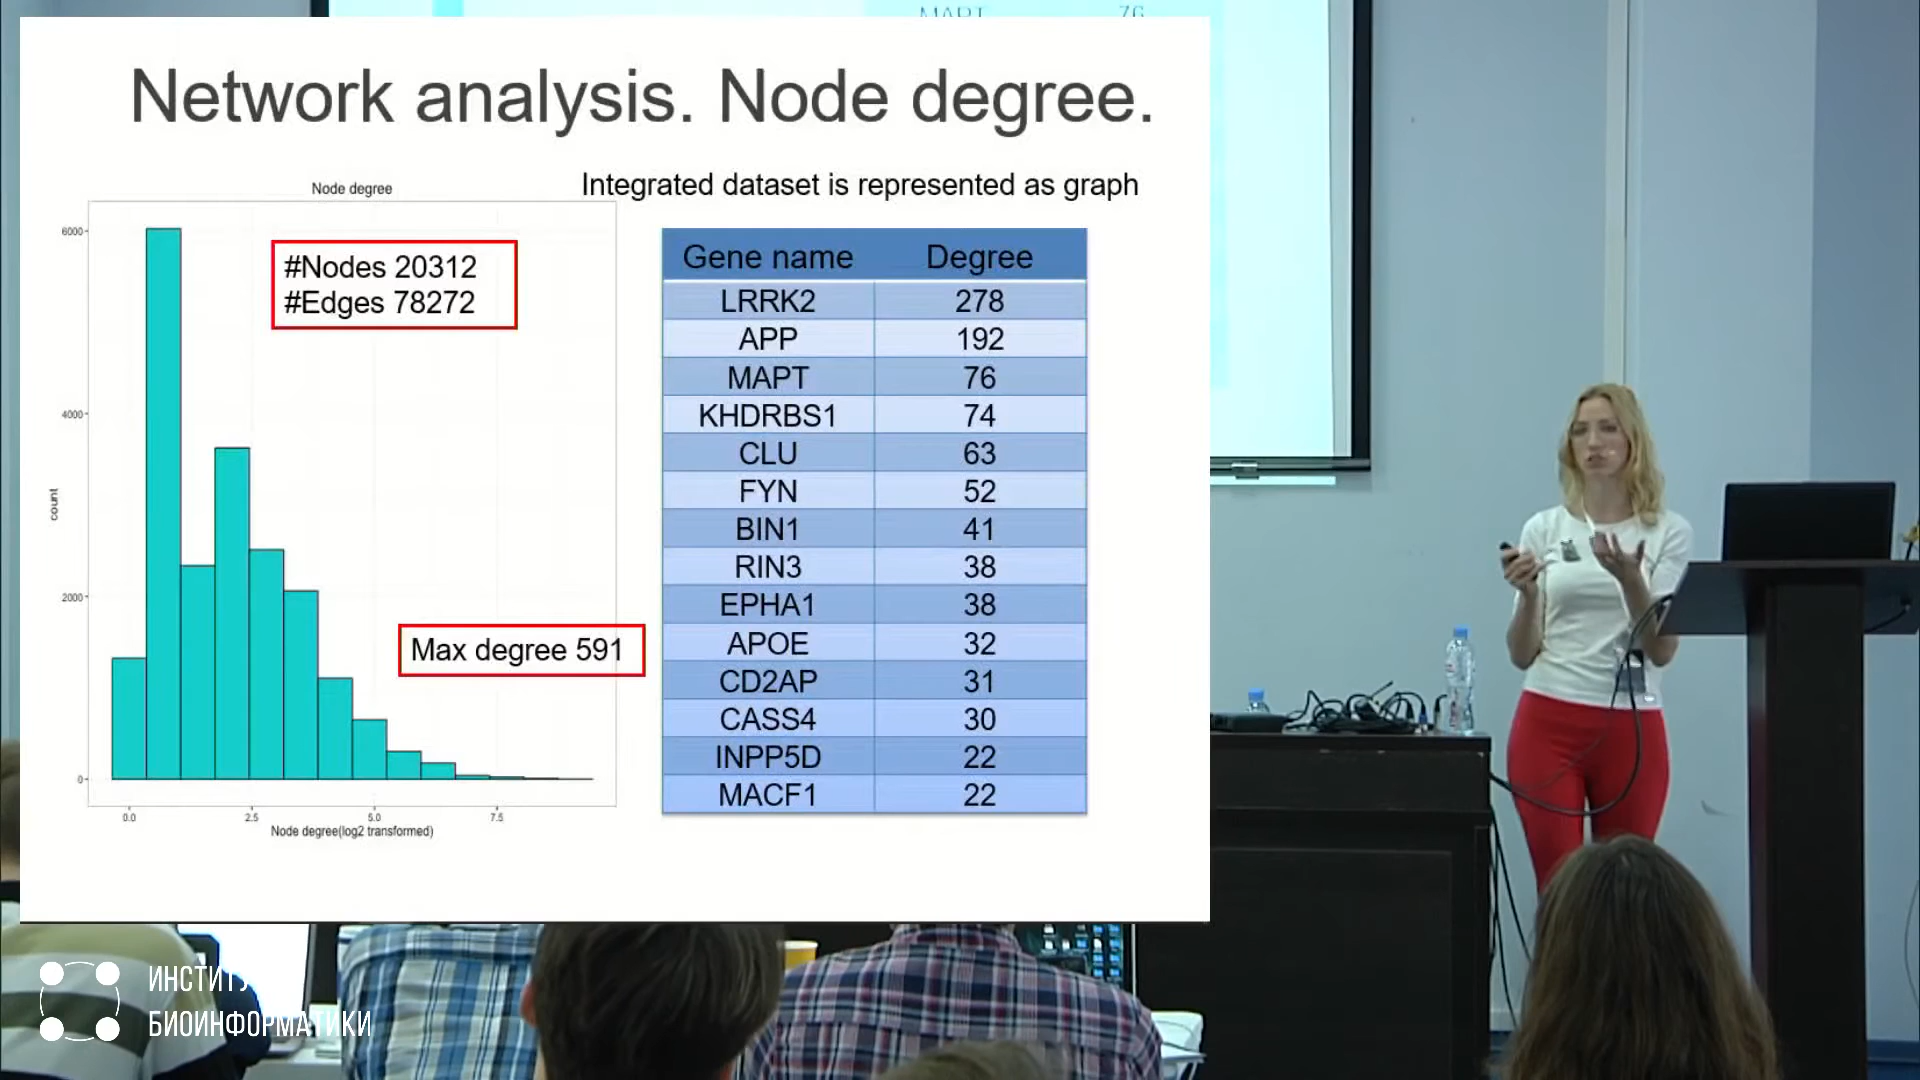 MAPT 76
Network analysis. Node degree.
Integrated dataset is represented as graph
Node degree
#Nodes 20312
#Edges 78272
Max degree 591
6000
4000
2000
0
count
0.0 2.5 5.0 7.5
Node degree(log2 transformed)
Gene name Degree
LRRK2 278
APP 192
MAPT 76
KHDRBS1 74
CLU 63
FYN 52
BIN1 41
RIN3 38
EPHA1 38
APOE 32
CD2AP 31
CASS4 30
INPP5D 22
MACF1 22
ИНСТИТУ
БИОИНФОРМАТИКИ